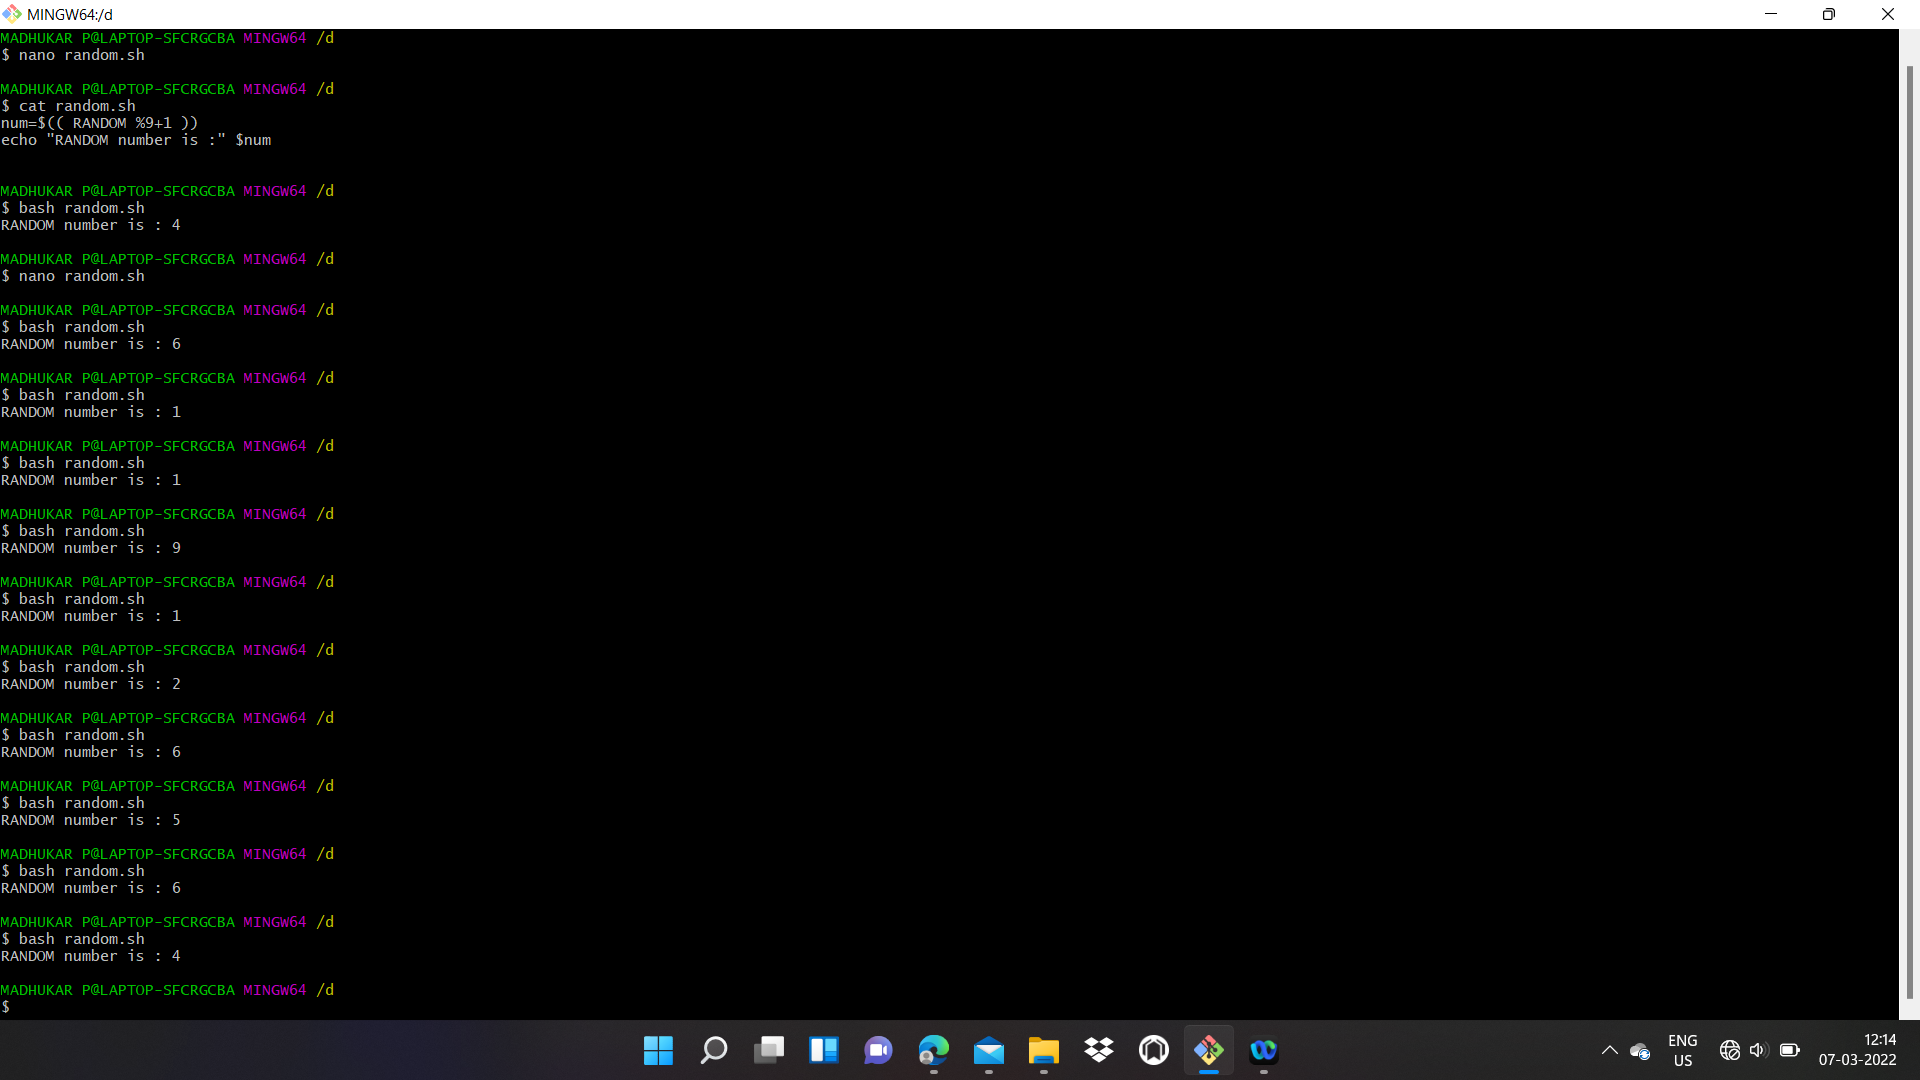 MINGW64:/d
MADHUKAR P@LAPTOP-SFCRGCBA MINGW64 /d
$ nano random.sh
MADHUKAR P@LAPTOP-SFCRGCBA MINGW64 /d
$ cat random.sh
num=$(( RANDOM %9+1 ))
echo "RANDOM number is :" $num
MADHUKAR P@LAPTOP-SFCRGCBA MINGW64 /d
$ bash random.sh
RANDOM number is : 4
MADHUKAR P@LAPTOP-SFCRGCBA MINGW64 /d
$ nano random.sh
MADHUKAR P@LAPTOP-SFCRGCBA MINGW64 /d
$ bash random.sh
RANDOM number is : 6
MADHUKAR P@LAPTOP-SFCRGCBA MINGW64 /d
$ bash random.sh
RANDOM number is : 1
MADHUKAR P@LAPTOP-SFCRGCBA MINGW64 /d
$ bash random.sh
RANDOM number is : 1
MADHUKAR P@LAPTOP-SFCRGCBA MINGW64 /d
$ bash random.sh
RANDOM number is : 9
MADHUKAR P@LAPTOP-SFCRGCBA MINGW64 /d
$ bash random.sh
RANDOM number is : 1
MADHUKAR P@LAPTOP-SFCRGCBA MINGW64 /d
$ bash random.sh
RANDOM number is : 2
MADHUKAR P@LAPTOP-SFCRGCBA MINGW64 /d
$ bash random.sh
RANDOM number is : 6
MADHUKAR P@LAPTOP-SFCRGCBA MINGW64 /d
$ bash random.sh
RANDOM number is : 5
MADHUKAR P@LAPTOP-SFCRGCBA MINGW64 /d
$ bash random.sh
RANDOM number is : 6
MADHUKAR P@LAPTOP-SFCRGCBA MINGW64 /d
$ bash random.sh
RANDOM number is : 4
MADHUKAR P@LAPTOP-SFCRGCBA MINGW64 /d
$
ENG
US
12:14
07-03-2022